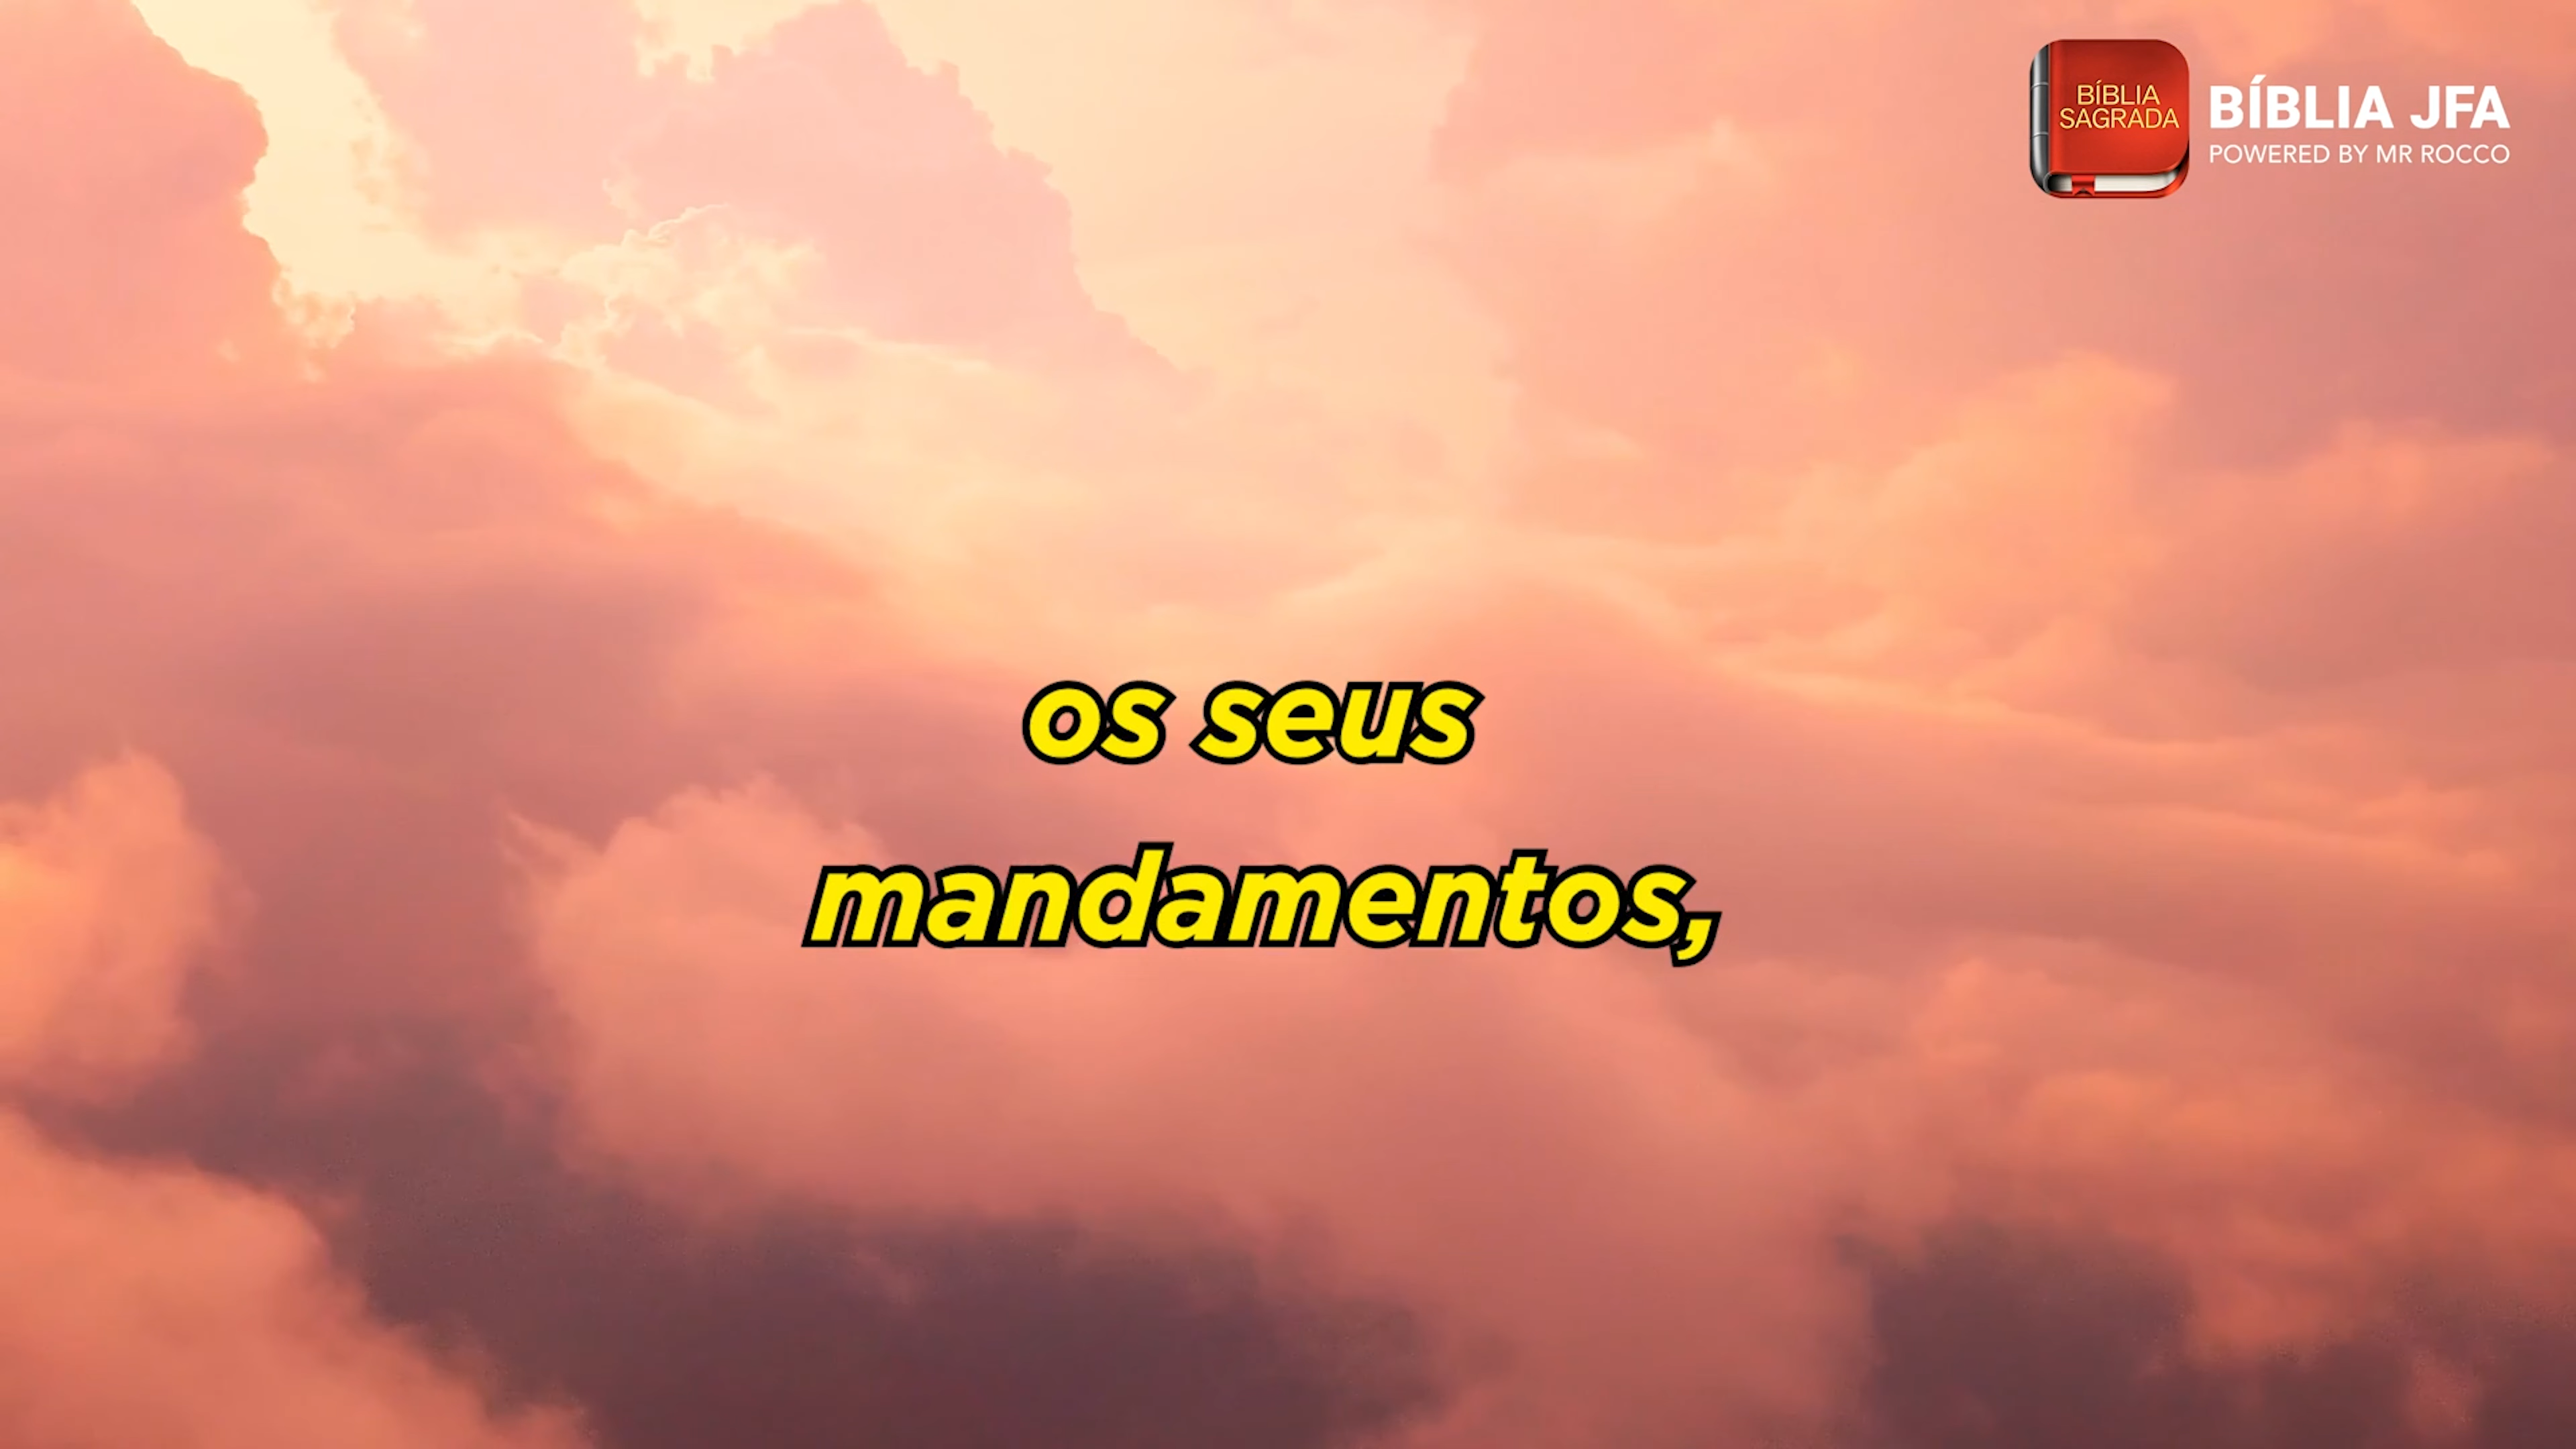 BÍBLIA
SAGRADA
BÍBLIA JFA
POWERED BY MR ROCCO
os seus
mandamentos,